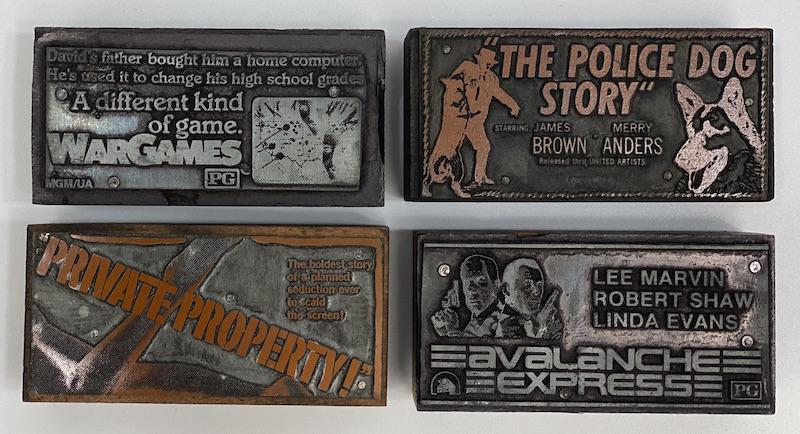 David's father bought him a home computer.
He's used it to change his high school grades
A different kind
of game.
WARGAMES
MGM/UA
PG
"THE POLICE DOG
STORY"
STARRING JAMES MERRY
BROWN · ANDERS
Released thru UNITED ARTISTS
PRIVATE PROPERTY!"
The boldest story
of a planned
seduction ever
to scald
the screen!
LEE MARVIN
ROBERT SHAW
LINDA EVANS
AVALANCHE
EXPRESS
PG